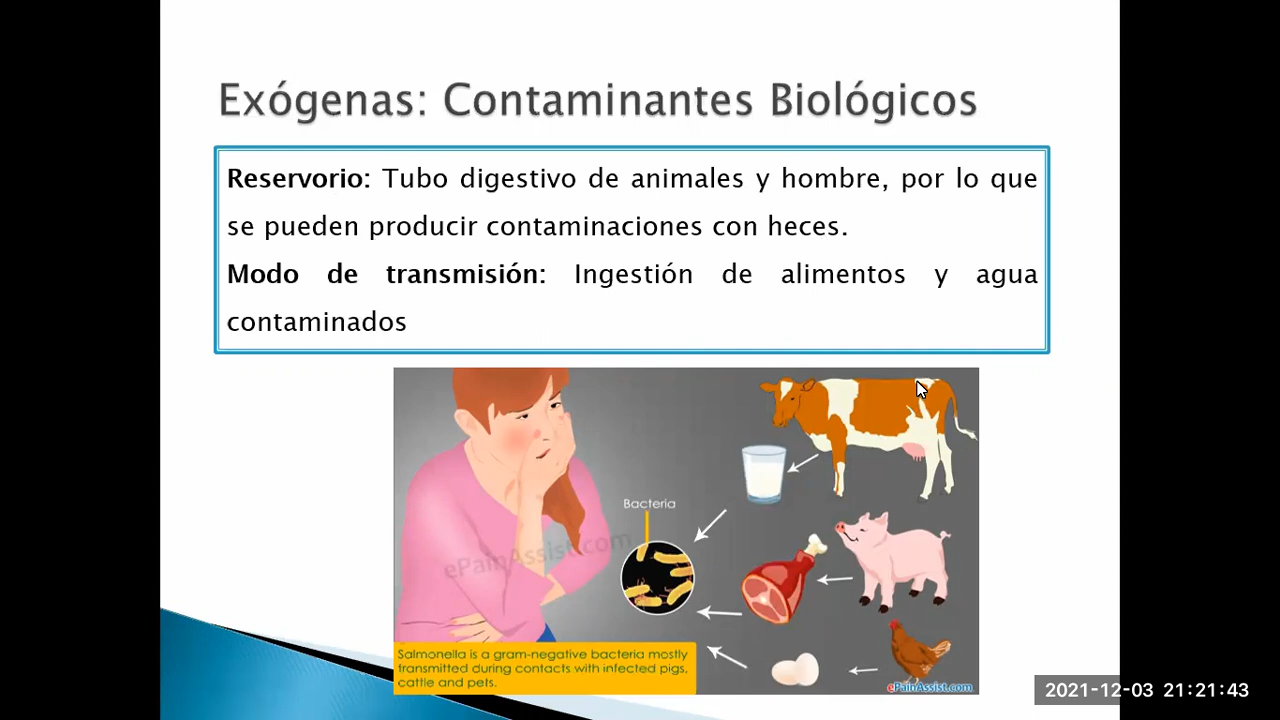 Exógenas: Contaminantes Biológicos
Reservorio: Tubo digestivo de animales y hombre, por lo que
se pueden producir contaminaciones con heces.
Modo de transmisión: Ingestión de alimentos y agua
contaminados
Bacteria
ePainAssist.com
Salmonella is a gram-negative bacteria mostly
transmitted during contacts with infected pigs,
cattle and pets.
ePainAssist.com
2021-12-03 21:21:43